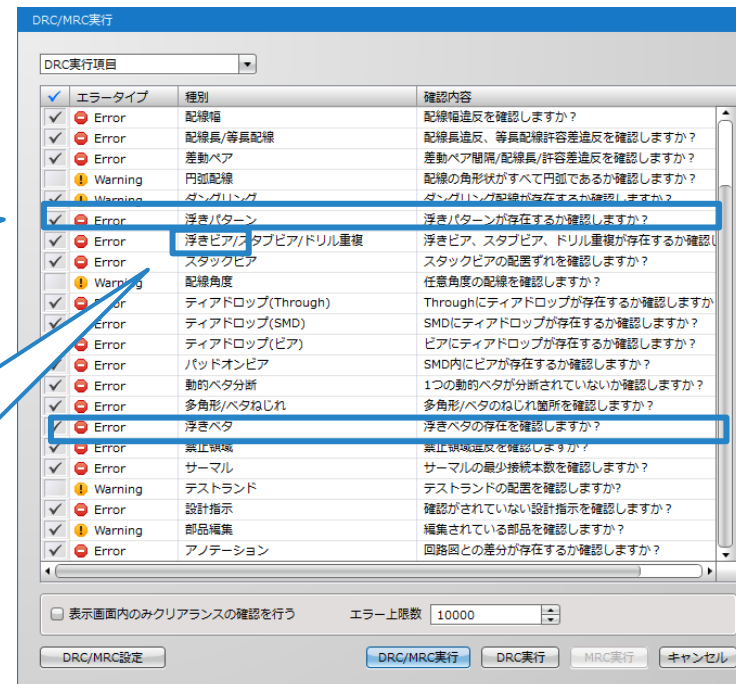 DRC/MRC実行
DRC実行項目
エラータイプ 種別 確認内容
Error 配線幅 配線幅違反を確認しますか？
Error 配線長/等長配線 配線長違反、等長配線許容差違反を確認しますか？
Error 差動ペア 差動ペア間隔/配線長/許容差違反を確認しますか？
Warning 円弧配線 配線の角形状がすべて円弧であるか確認しますか？
Warning ダングリング ダングリング配線が存在するか確認しますか？
Error 浮きパターン 浮きパターンが存在するか確認しますか？
Error 浮きビア/スタブビア/ドリル重複 浮きビア、スタブビア、ドリル重複が存在するか確認し
Error スタックビア スタックビアの配置ずれを確認しますか？
Warning 配線角度 任意角度の配線を確認しますか？
Error ティアドロップ(Through) Throughにティアドロップが存在するか確認しますか
Error ティアドロップ(SMD) SMDにティアドロップが存在するか確認しますか？
Error ティアドロップ(ビア) ビアにティアドロップが存在するか確認しますか？
Error パッドオンビア SMD内にビアが存在するか確認しますか？
Error 動的ベタ分断 1つの動的ベタが分断されていないか確認しますか？
Error 多角形/ベタねじれ 多角形/ベタのねじれ箇所を確認しますか？
Error 浮きベタ 浮きベタの存在を確認しますか？
Error 禁止領域 禁止領域違反を確認しますか？
Error サーマル サーマルの最少接続本数を確認しますか？
Warning テストランド テストランドの配置を確認しますか?
Error 設計指示 確認がされていない設計指示を確認しますか？
Warning 部品編集 編集されている部品を確認しますか？
Error アノテーション 回路図との差分が存在するか確認しますか？
表示画面内のみクリアランスの確認を行う エラー上限数 10000
DRC/MRC設定 DRC/MRC実行 DRC実行 MRC実行 キャンセル